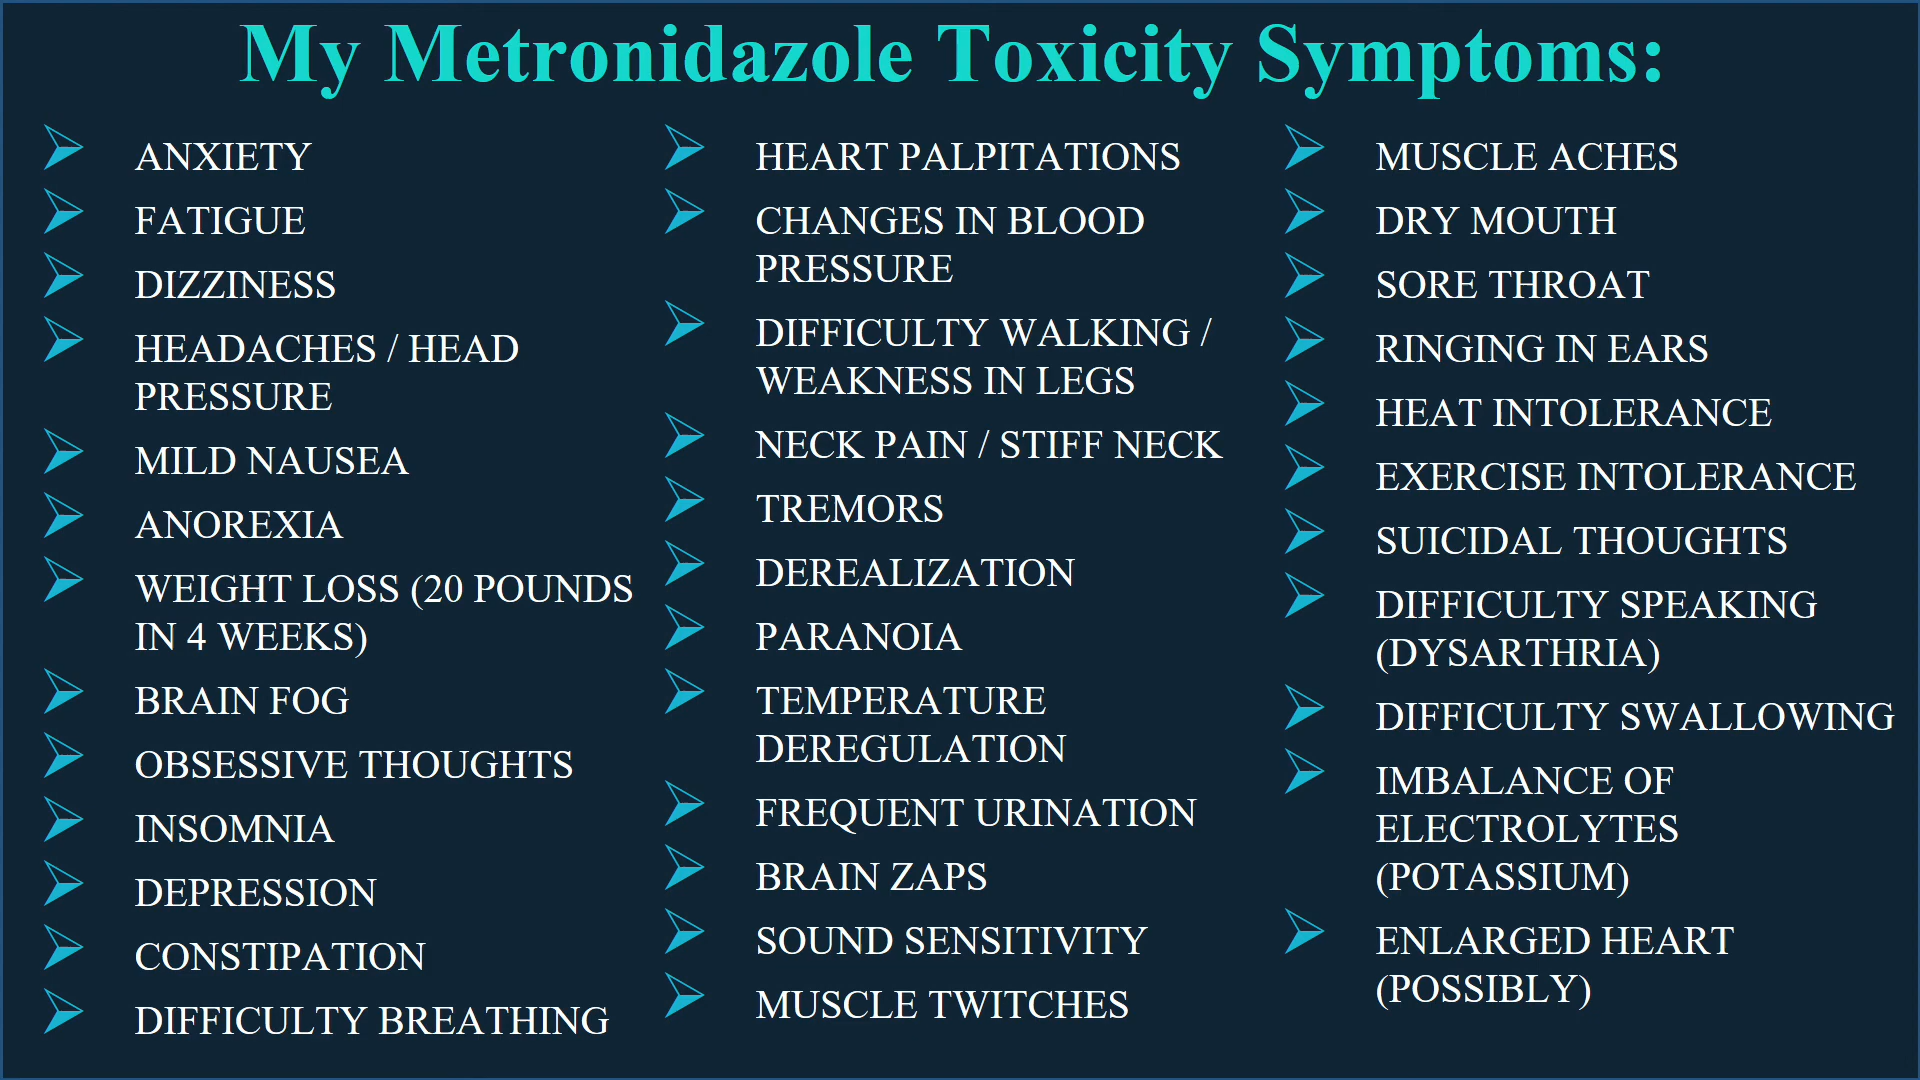 My Metronidazole Toxicity Symptoms:
ANXIETY
FATIGUE
DIZZINESS
HEADACHES / HEAD
PRESSURE
MILD NAUSEA
ANOREXIA
WEIGHT LOSS (20 POUNDS
IN 4 WEEKS)
BRAIN FOG
OBSESSIVE THOUGHTS
INSOMNIA
DEPRESSION
CONSTIPATION
DIFFICULTY BREATHING
HEART PALPITATIONS
CHANGES IN BLOOD
PRESSURE
DIFFICULTY WALKING /
WEAKNESS IN LEGS
NECK PAIN / STIFF NECK
TREMORS
DEREALIZATION
PARANOIA
TEMPERATURE
DEREGULATION
FREQUENT URINATION
BRAIN ZAPS
SOUND SENSITIVITY
MUSCLE TWITCHES
MUSCLE ACHES
DRY MOUTH
SORE THROAT
RINGING IN EARS
HEAT INTOLERANCE
EXERCISE INTOLERANCE
SUICIDAL THOUGHTS
DIFFICULTY SPEAKING
(DYSARTHRIA)
DIFFICULTY SWALLOWING
IMBALANCE OF
ELECTROLYTES
(POTASSIUM)
ENLARGED HEART
(POSSIBLY)